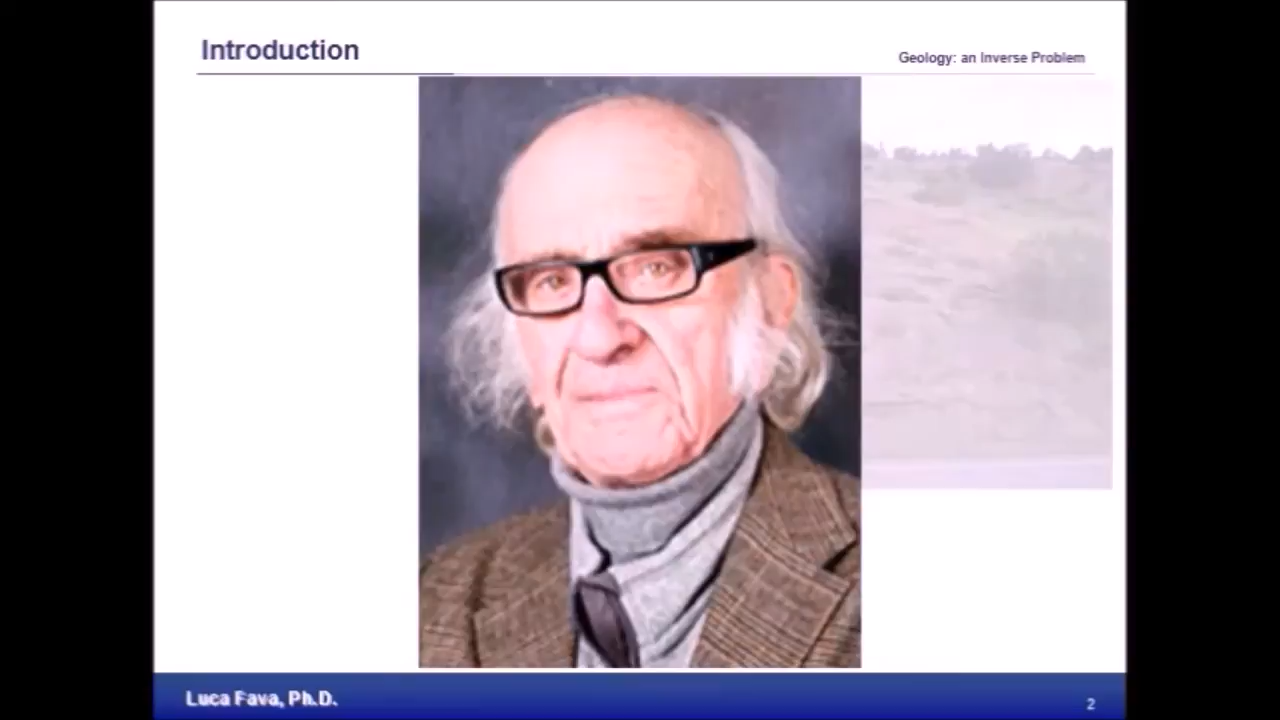 Introduction
Geology: an Inverse Problem
Luca Fava, Ph.D.
2